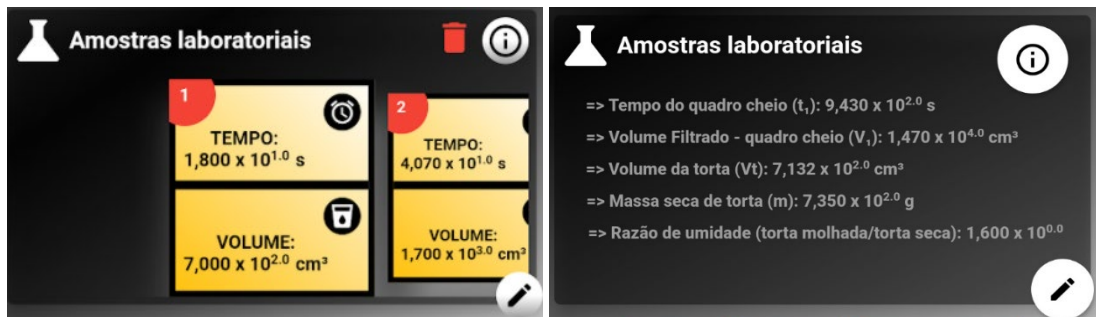 Amostras laboratoriais
1
TEMPO:
1,800 x 10^1.0 s
VOLUME:
7,000 x 10^2.0 cm³
2
TEMPO:
4,070 x 10^1.0 s
VOLUME:
1,700 x 10^3.0 cm³
Amostras laboratoriais
=> Tempo do quadro cheio (t₁): 9,430 x 10^2.0 s
=> Volume Filtrado - quadro cheio (V₁): 1,470 x 10^4.0 cm³
=> Volume da torta (Vt): 7,132 x 10^2.0 cm³
=> Massa seca de torta (m): 7,350 x 10^2.0 g
=> Razão de umidade (torta molhada/torta seca): 1,600 x 10^0.0